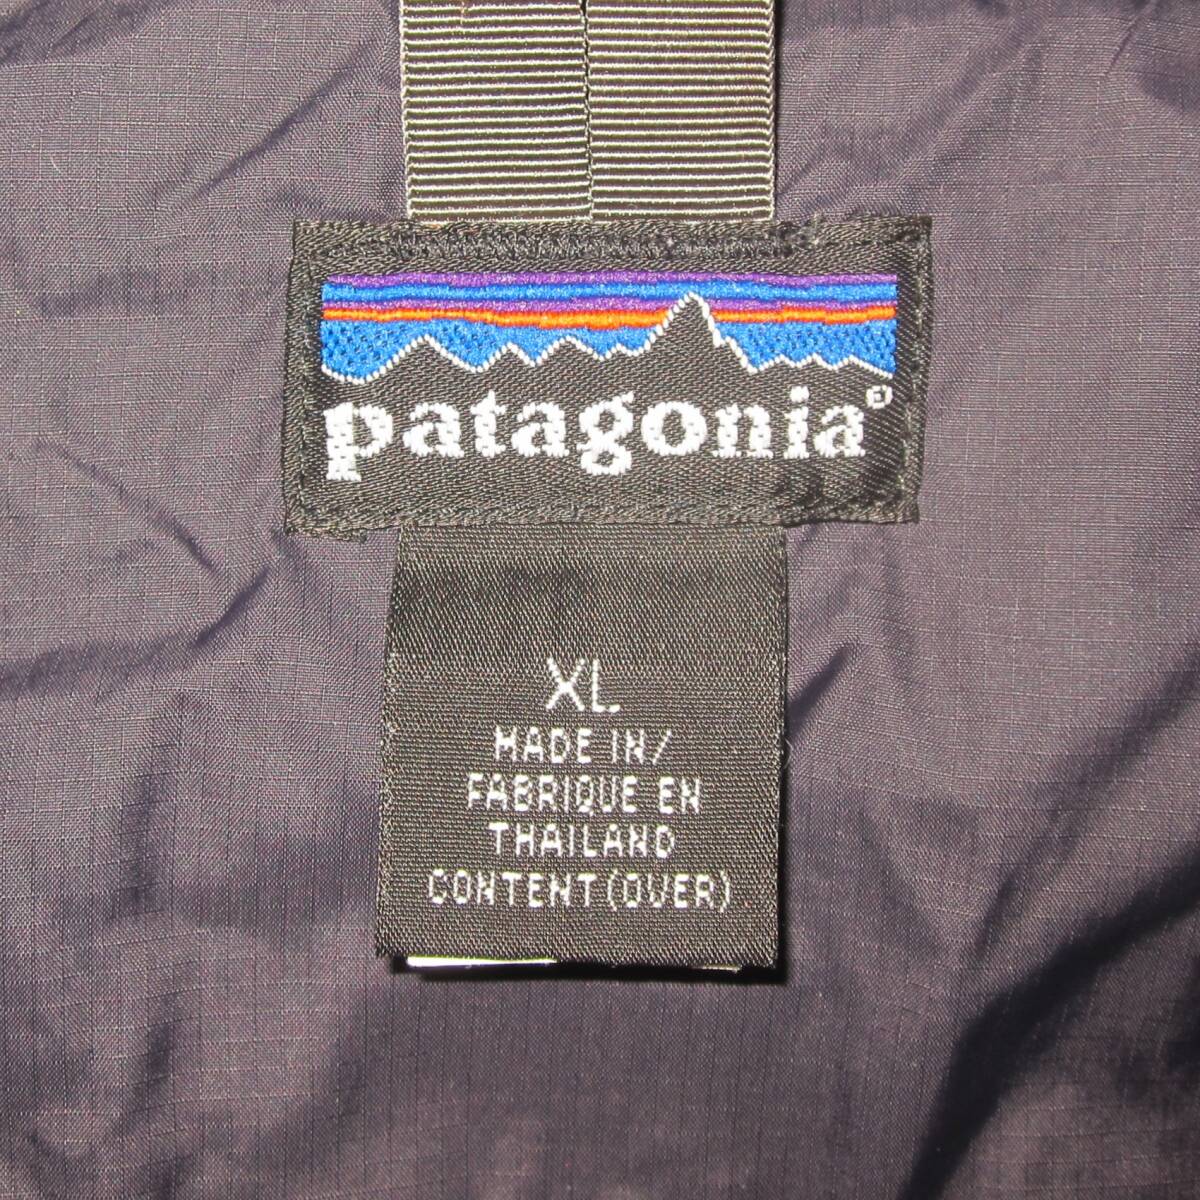 patagonia®
XL
MADE IN/
FABRIQUE EN
THAILAND
CONTENT (OVER)